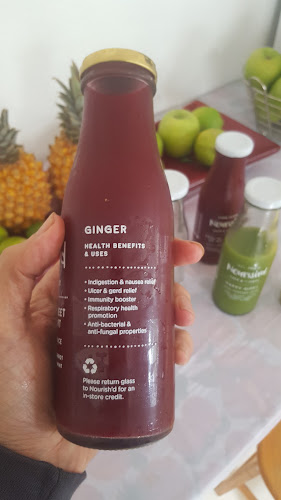 GINGER
HEALTH BENEFITS
& USES
• Indigestion & nausea relief
• Ulcer & gerd relief
• Immunity booster
• Respiratory health
promotion
• Anti-bacterial &
anti-fungal properties
Please return glass
to Nourish'd for an
in-store credit.
Nourish'd